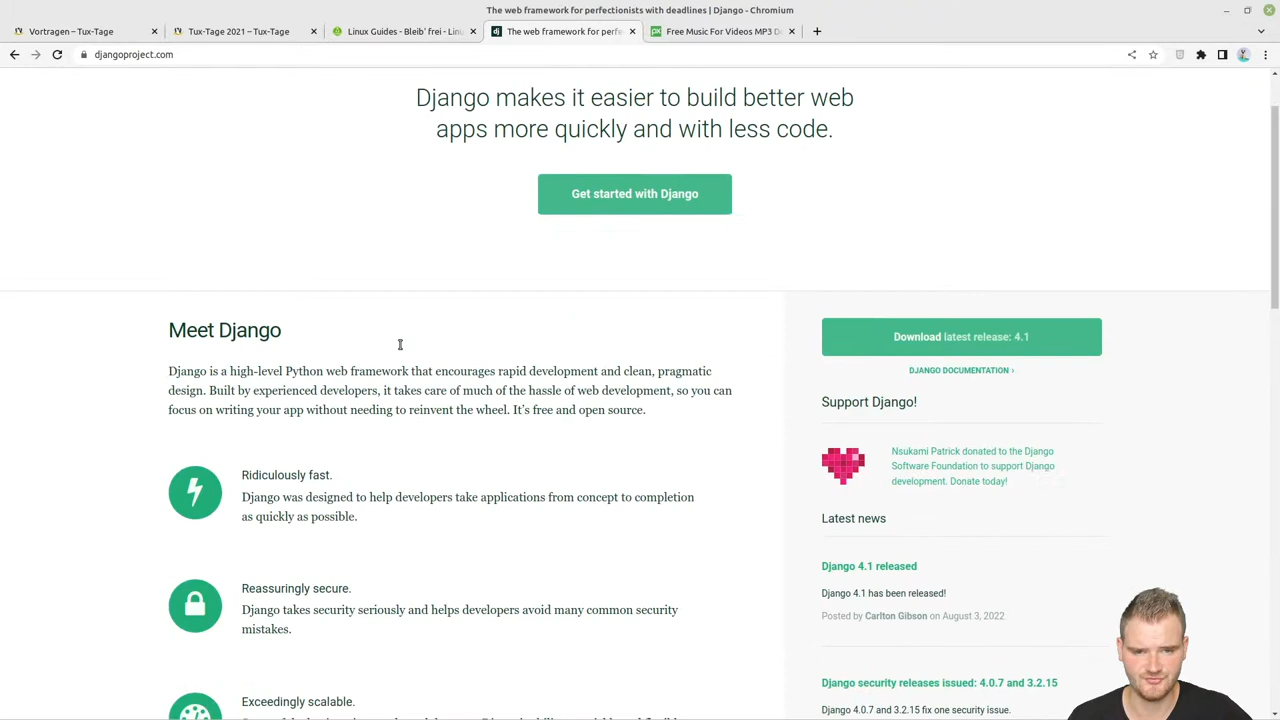 The web framework for perfectionists with deadlines | Django - Chromium
Vortragen – Tux-Tage
Tux-Tage 2021 – Tux-Tage
Linux Guides - Bleib' frei - Lin
The web framework for perfe
Free Music For Videos MP3 D
djangoproject.com
Django makes it easier to build better web
apps more quickly and with less code.
Get started with Django
Meet Django
Django is a high-level Python web framework that encourages rapid development and clean, pragmatic
design. Built by experienced developers, it takes care of much of the hassle of web development, so you can
focus on writing your app without needing to reinvent the wheel. It’s free and open source.
Ridiculously fast.
Django was designed to help developers take applications from concept to completion
as quickly as possible.
Reassuringly secure.
Django takes security seriously and helps developers avoid many common security
mistakes.
Exceedingly scalable.
Download latest release: 4.1
DJANGO DOCUMENTATION ›
Support Django!
Nsukami Patrick donated to the Django
Software Foundation to support Django
development. Donate today!
Latest news
Django 4.1 released
Django 4.1 has been released!
Posted by Carlton Gibson on August 3, 2022
Django security releases issued: 4.0.7 and 3.2.15
Django 4.0.7 and 3.2.15 fix one security issue.